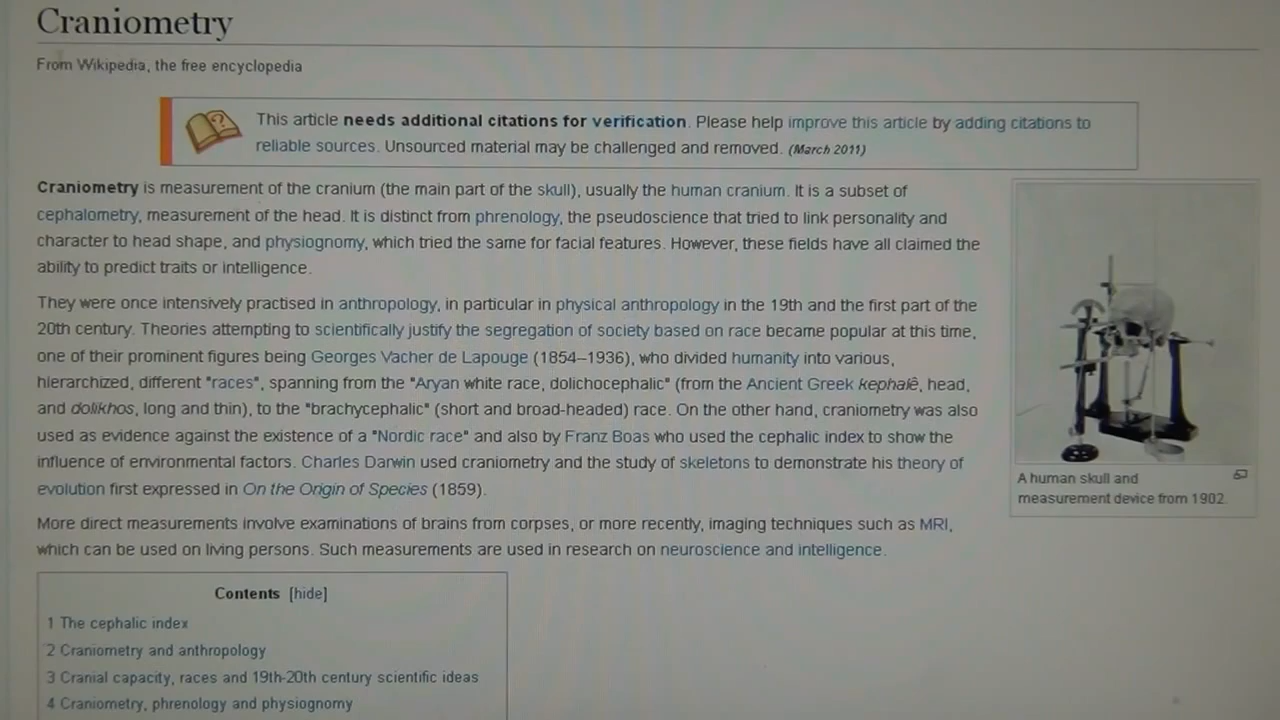 Craniometry
From Wikipedia, the free encyclopedia
This article needs additional citations for verification. Please help improve this article by adding citations to
reliable sources. Unsourced material may be challenged and removed. (March 2011)
Craniometry is measurement of the cranium (the main part of the skull), usually the human cranium. It is a subset of
cephalometry, measurement of the head. It is distinct from phrenology, the pseudoscience that tried to link personality and
character to head shape, and physiognomy, which tried the same for facial features. However, these fields have all claimed the
ability to predict traits or intelligence.
They were once intensively practised in anthropology, in particular in physical anthropology in the 19th and the first part of the
20th century. Theories attempting to scientifically justify the segregation of society based on race became popular at this time,
one of their prominent figures being Georges Vacher de Lapouge (1854–1936), who divided humanity into various,
hierarchized, different "races", spanning from the "Aryan white race, dolichocephalic" (from the Ancient Greek kephalê, head,
and dolikhos, long and thin), to the "brachycephalic" (short and broad-headed) race. On the other hand, craniometry was also
used as evidence against the existence of a "Nordic race" and also by Franz Boas who used the cephalic index to show the
influence of environmental factors. Charles Darwin used craniometry and the study of skeletons to demonstrate his theory of
evolution first expressed in On the Origin of Species (1859).
More direct measurements involve examinations of brains from corpses, or more recently, imaging techniques such as MRI,
which can be used on living persons. Such measurements are used in research on neuroscience and intelligence.
A human skull and
measurement device from 1902.
Contents [hide]
1 The cephalic index
2 Craniometry and anthropology
3 Cranial capacity, races and 19th-20th century scientific ideas
4 Craniometry, phrenology and physiognomy